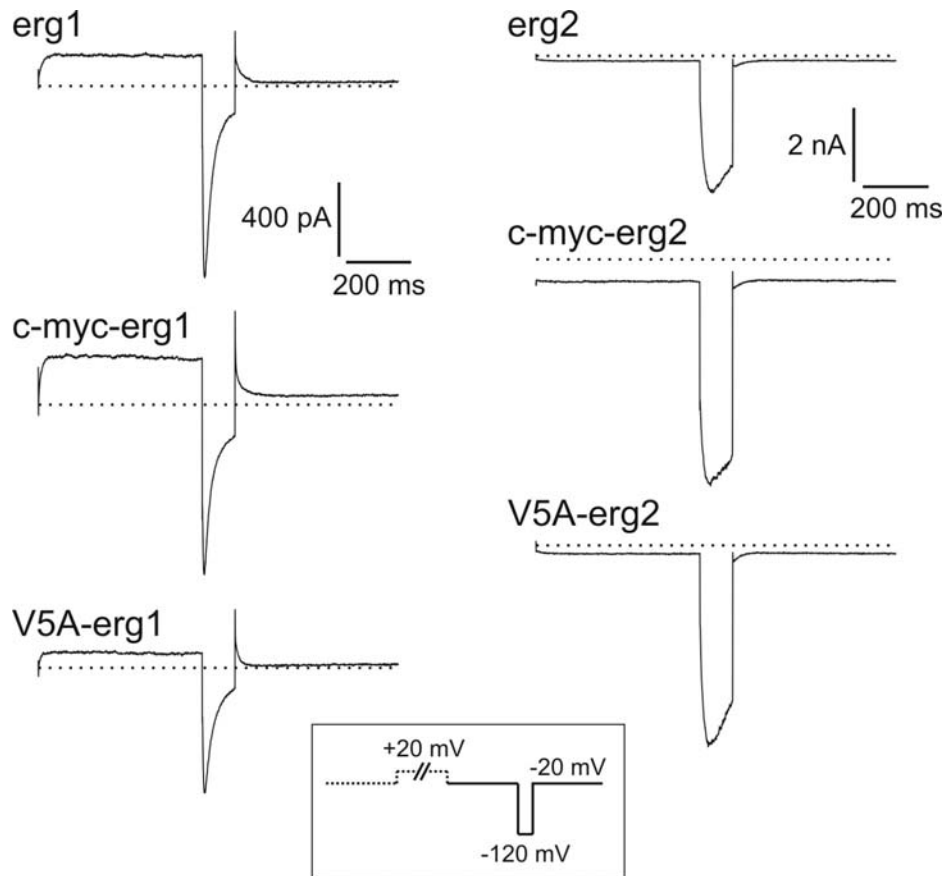 erg1
400 pA
200 ms
c-myc-erg1
V5A-erg1
erg2
2 nA
200 ms
c-myc-erg2
V5A-erg2
+20 mV
-20 mV
-120 mV